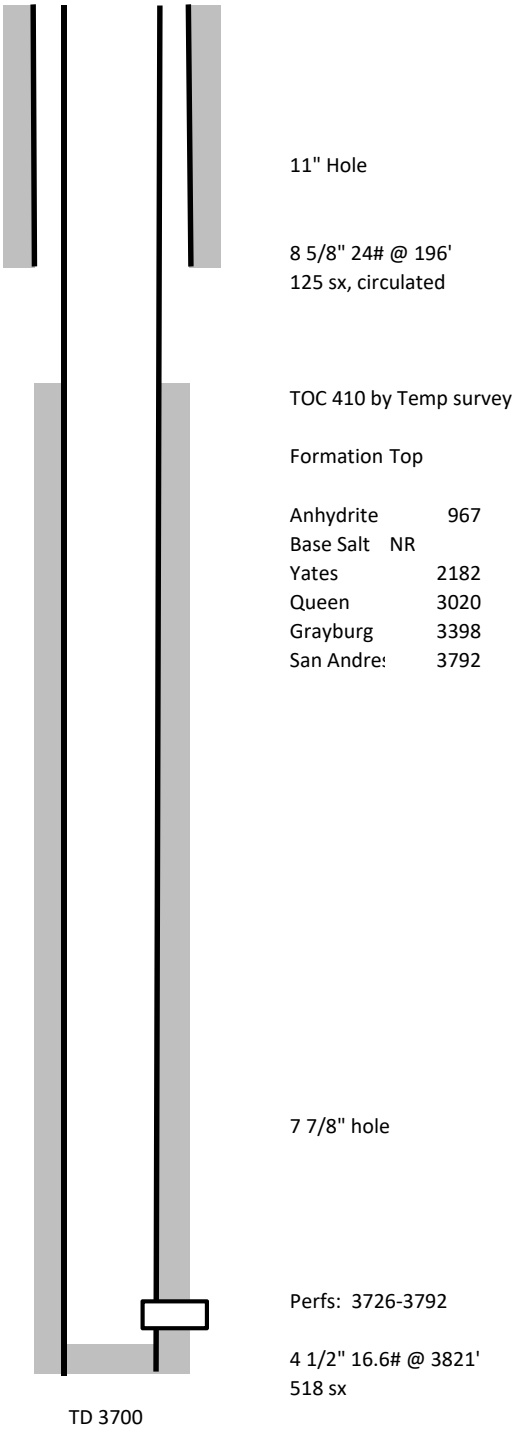 11" Hole
8 5/8" 24# @ 196'
125 sx, circulated
TOC 410 by Temp survey
Formation Top
Anhydrite 967
Base Salt NR
Yates 2182
Queen 3020
Grayburg 3398
San Andres 3792
7 7/8" hole
Perfs: 3726-3792
4 1/2" 16.6# @ 3821'
518 sx
TD 3700